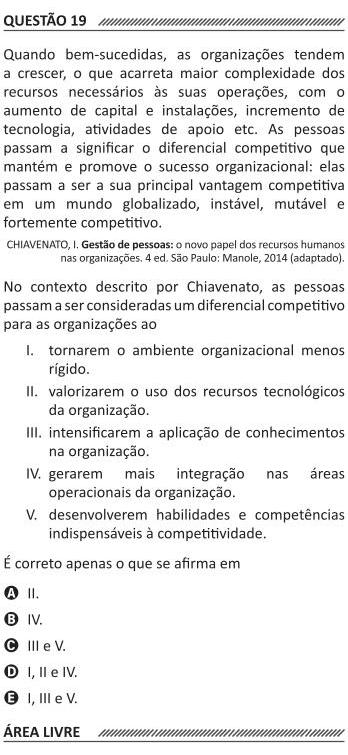 QUESTÃO 19
Quando bem-sucedidas, as organizações tendem
a crescer, o que acarreta maior complexidade dos
recursos necessários às suas operações, com o
aumento de capital e instalações, incremento de
tecnologia, atividades de apoio etc. As pessoas
passam a significar o diferencial competitivo que
mantém e promove o sucesso organizacional: elas
passam a ser a sua principal vantagem competitiva
em um mundo globalizado, instável, mutável e
fortemente competitivo.
CHIAVENATO, I. Gestão de pessoas: o novo papel dos recursos humanos
nas organizações. 4 ed. São Paulo: Manole, 2014 (adaptado).
No contexto descrito por Chiavenato, as pessoas
passam a ser consideradas um diferencial competitivo
para as organizações ao
I. tornarem o ambiente organizacional menos
rígido.
II. valorizarem o uso dos recursos tecnológicos
da organização.
III. intensificarem a aplicação de conhecimentos
na organização.
IV. gerarem mais integração nas áreas
operacionais da organização.
V. desenvolverem habilidades e competências
indispensáveis à competitividade.
É correto apenas o que se afirma em
A II.
B IV.
C III e V.
D I, II e IV.
E I, III e V.
ÁREA LIVRE